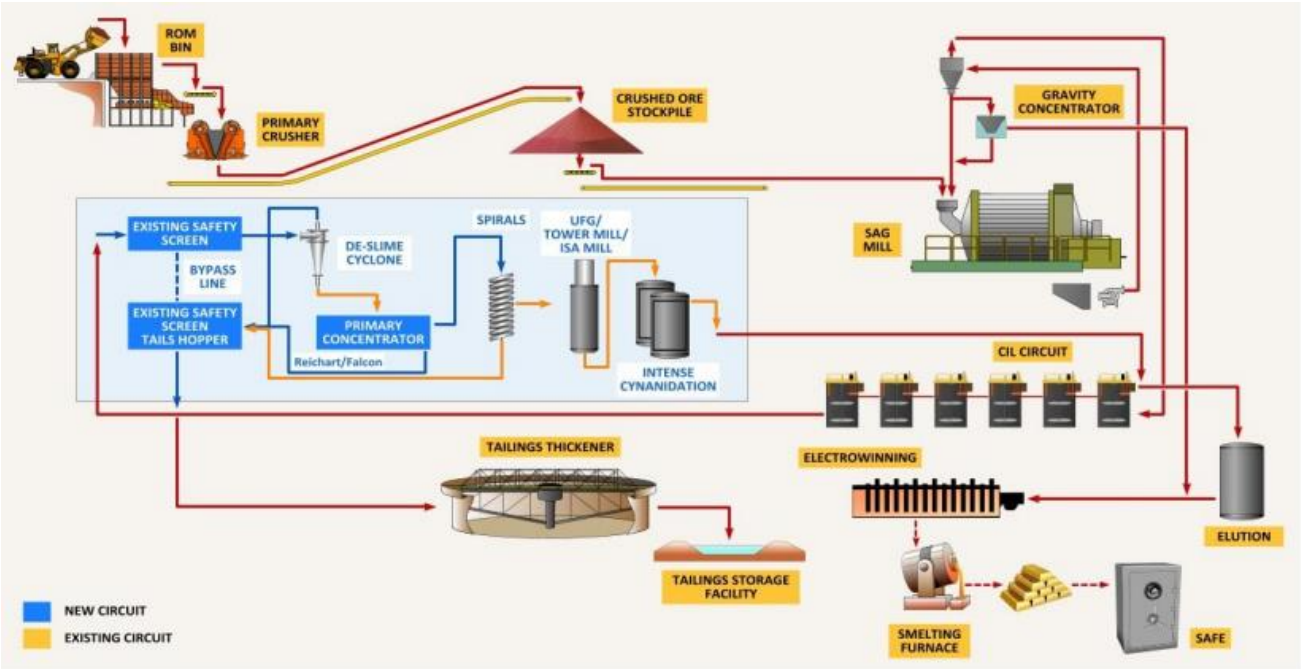 ROM
BIN
PRIMARY
CRUSHER
CRUSHED ORE
STOCKPILE
GRAVITY
CONCENTRATOR
SAG
MILL
EXISTING SAFETY
SCREEN
BYPASS
LINE
EXISTING SAFETY
SCREEN
TAILS HOPPER
DE-SLIME
CYCLONE
PRIMARY
CONCENTRATOR
Reichart/Falcon
SPIRALS
UFG/
TOWER MILL/
ISA MILL
INTENSE
CYNANIDATION
CIL CIRCUIT
TAILINGS THICKENER
ELECTROWINNING
ELUTION
TAILINGS STORAGE
FACILITY
SMELTING
FURNACE
SAFE
NEW CIRCUIT
EXISTING CIRCUIT